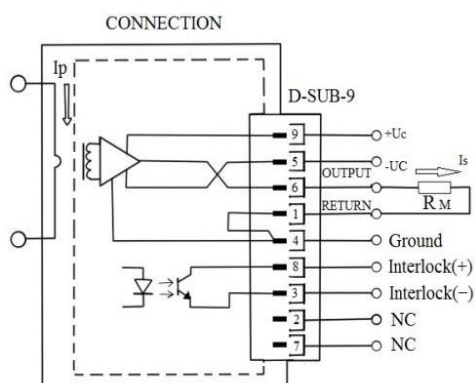 CONNECTION
Ip
D-SUB-9
9 +Uc
5 -UC
Is
6 OUTPUT
RM
1 RETURN
4 Ground
8 Interlock(+)
3 Interlock(−)
2 NC
7 NC